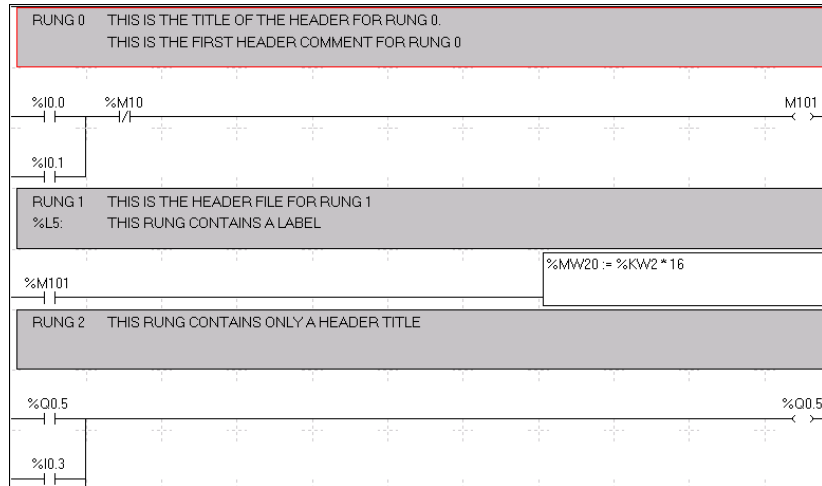 RUNG 0 THIS IS THE TITLE OF THE HEADER FOR RUNG 0.
THIS IS THE FIRST HEADER COMMENT FOR RUNG 0
%I0.0 %M10 M101
%I0.1
RUNG 1 THIS IS THE HEADER FILE FOR RUNG 1
%L5: THIS RUNG CONTAINS A LABEL
%MW20 := %KW2 * 16
%M101
RUNG 2 THIS RUNG CONTAINS ONLY A HEADER TITLE
%Q0.5 %Q0.5
%I0.3